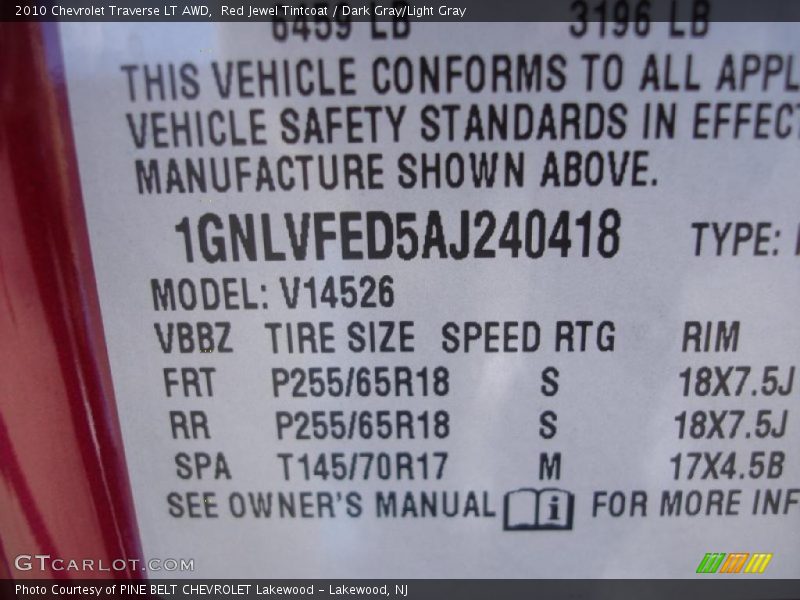 2010 Chevrolet Traverse LT AWD,  Red Jewel Tintcoat / Dark Gray/Light Gray
6459 LB 3196 LB
THIS VEHICLE CONFORMS TO ALL APPL
VEHICLE SAFETY STANDARDS IN EFFECT
MANUFACTURE SHOWN ABOVE.
1GNLVFED5AJ240418 TYPE:
MODEL: V14526
VBBZ TIRE SIZE SPEED RTG RIM
FRT P255/65R18 S 18X7.5J
RR P255/65R18 S 18X7.5J
SPA T145/70R17 M 17X4.5B
SEE OWNER'S MANUAL i FOR MORE INF
GTCARLOT.COM
Photo Courtesy of PINE BELT CHEVROLET Lakewood - Lakewood, NJ